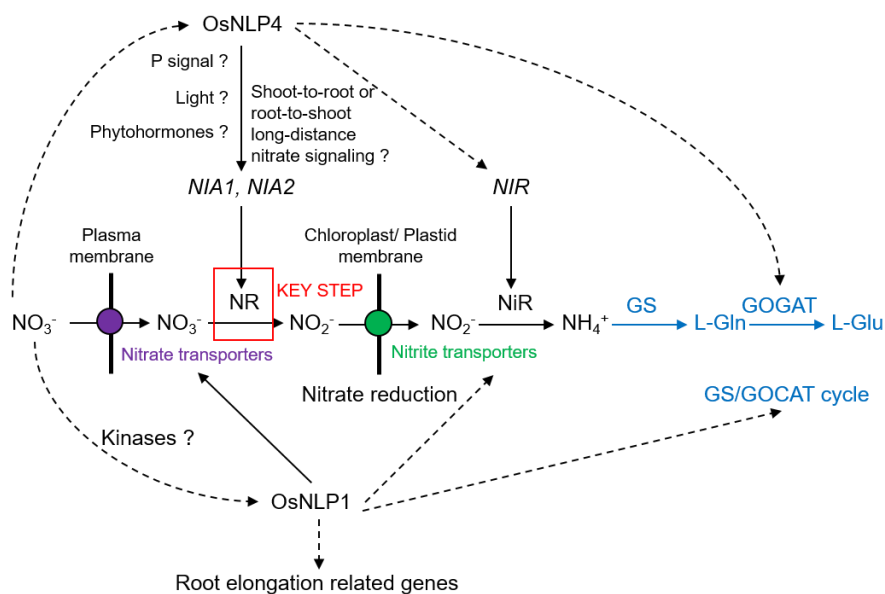 OsNLP4
P signal ?
Light ?
Phytohormones ?
Shoot-to-root or
root-to-shoot
long-distance
nitrate signaling ?
NIA1, NIA2
NIR
Plasma
membrane
Chloroplast/ Plastid
membrane
NR
KEY STEP
NiR
GS
GOGAT
NO₃⁻
NO₃⁻
NO₂⁻
NO₂⁻
NH₄⁺
L-Gln
L-Glu
Nitrate transporters
Nitrite transporters
Nitrate reduction
GS/GOCAT cycle
Kinases ?
OsNLP1
Root elongation related genes